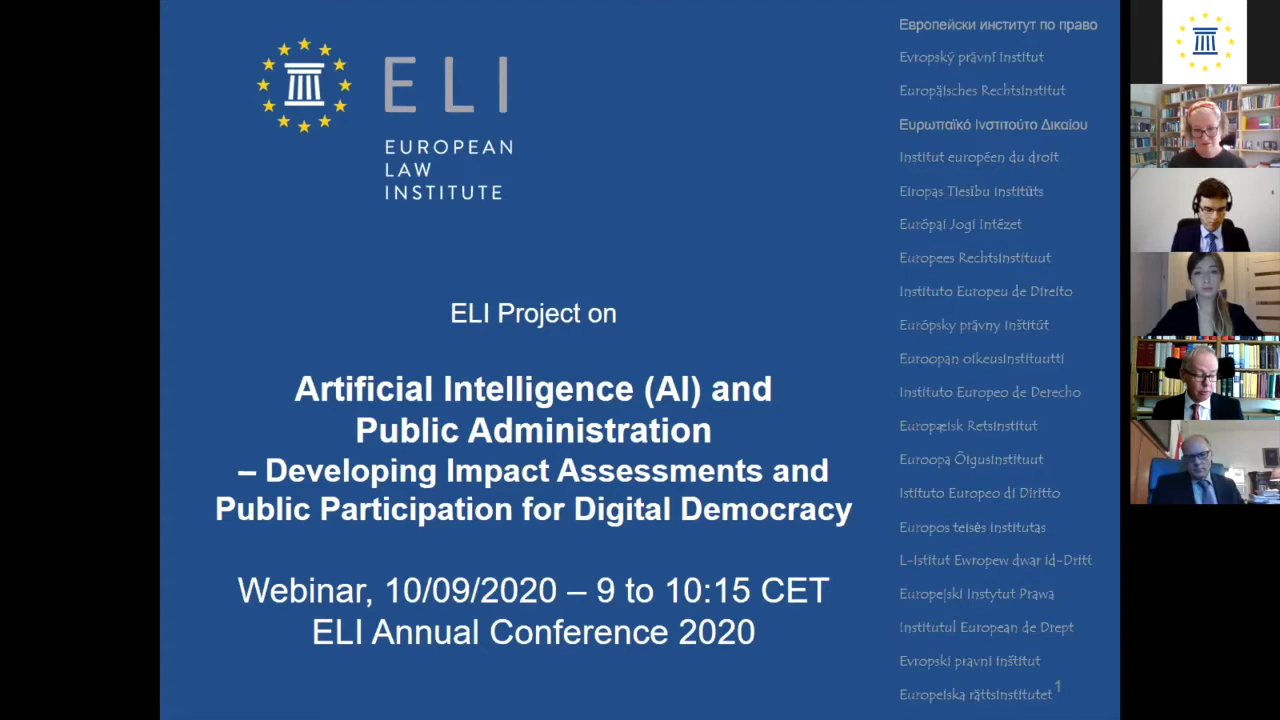 ELI
EUROPEAN
LAW
INSTITUTE
ELI Project on
Artificial Intelligence (AI) and
Public Administration
– Developing Impact Assessments and
Public Participation for Digital Democracy
Webinar, 10/09/2020 – 9 to 10:15 CET
ELI Annual Conference 2020
Европейски институт по право
Evropský právní institut
Europäisches Rechtsinstitut
Ευρωπαϊκό Ινστιτούτο Δικαίου
Institut européen du droit
Eiropas Tiesību institūts
Európai Jogi Intézet
Europees Rechtsinstituut
Instituto Europeu de Direito
Európsky právny inštitút
Euroopan oikeusinstituutti
Instituto Europeo de Derecho
Europæisk Retsinstitut
Euroopa Õigusinstituut
Istituto Europeo di Diritto
Europos teisės institutas
L-Istitut Ewropew dwar id-Dritt
Europejski Instytut Prawa
Institutul European de Drept
Evropski pravni inštitut
Europeiska rättsinstitutet
1